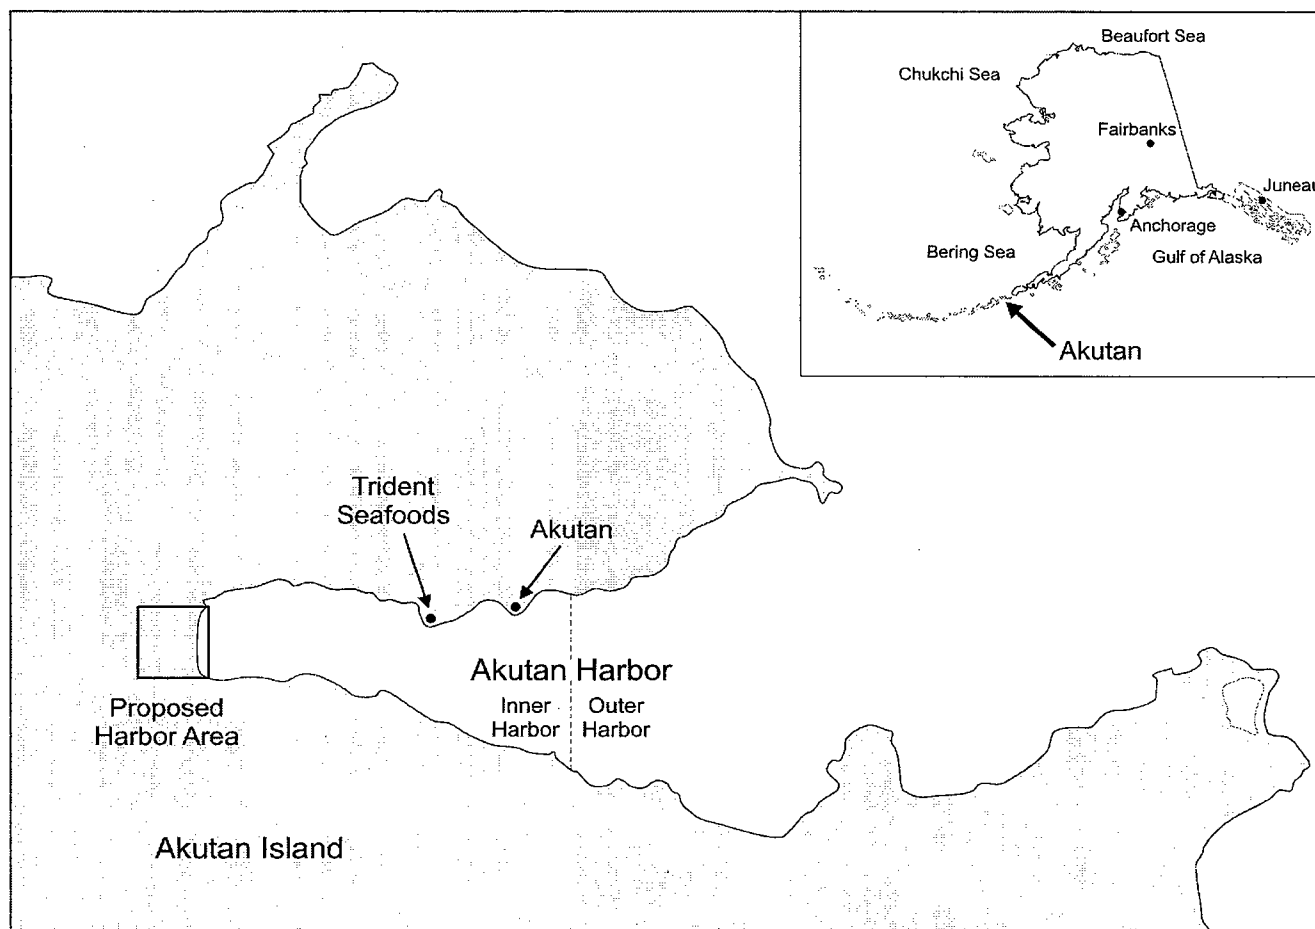 Beaufort Sea
Chukchi Sea
Fairbanks
Juneau
Anchorage
Bering Sea
Gulf of Alaska
Akutan
Trident
Seafoods
Akutan
Akutan Harbor
Inner
Harbor
Outer
Harbor
Proposed
Harbor Area
Akutan Island